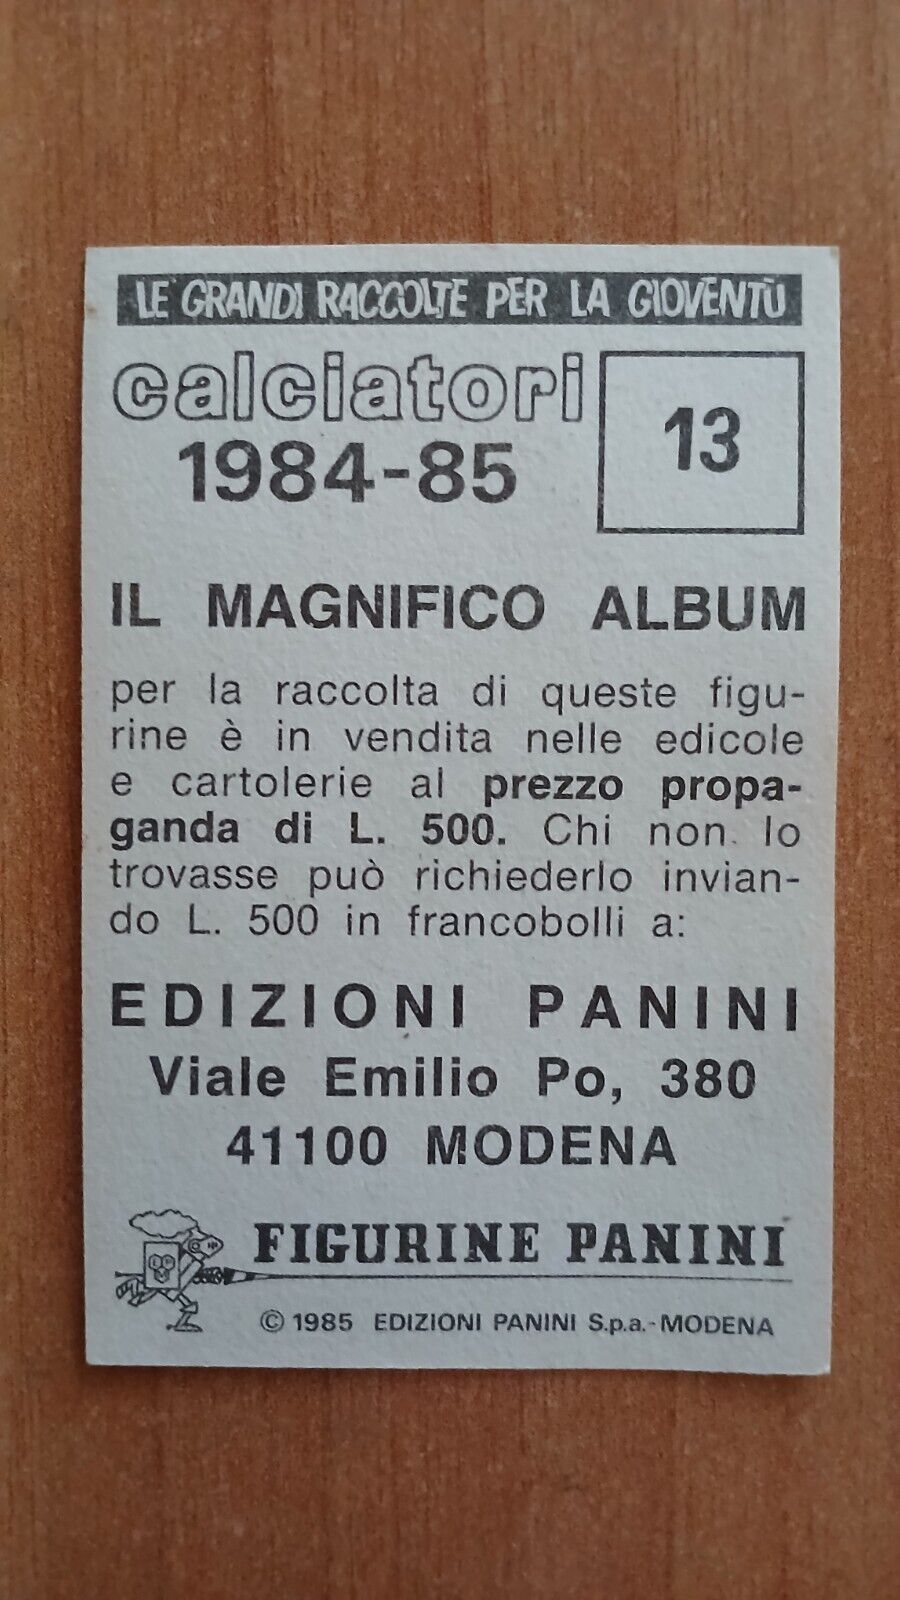 LE GRANDI RACCOLTE PER LA GIOVENTÙ
calciatori
1984-85
13
IL MAGNIFICO ALBUM
per la raccolta di queste figu-
rine è in vendita nelle edicole
e cartolerie al prezzo propa-
ganda di L. 500. Chi non lo
trovasse può richiederlo invian-
do L. 500 in francobolli a:
EDIZIONI PANINI
Viale Emilio Po, 380
41100 MODENA
FIGURINE PANINI
© 1985 EDIZIONI PANINI S.p.a.-MODENA